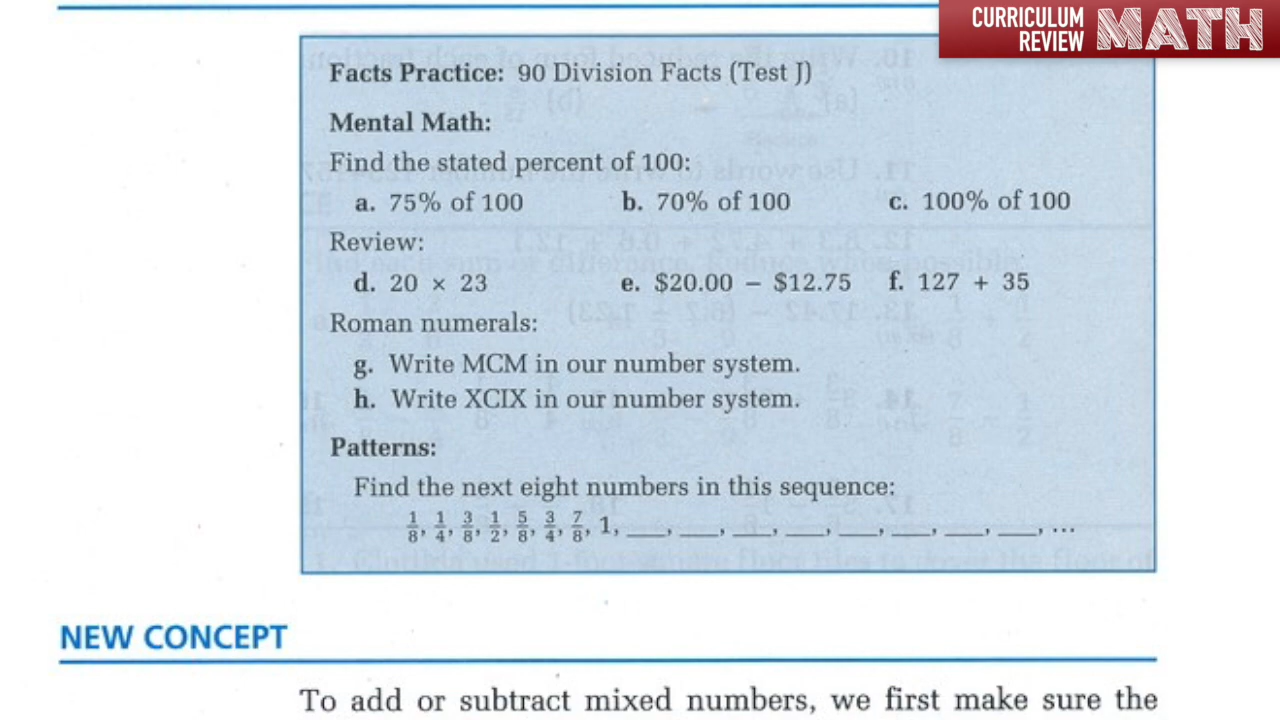 CURRICULUM
REVIEW MATH
Facts Practice: 90 Division Facts (Test J)
Mental Math:
Find the stated percent of 100:
a. 75% of 100 b. 70% of 100 c. 100% of 100
Review:
d. 20 × 23 e. $20.00 − $12.75 f. 127 + 35
Roman numerals:
g. Write MCM in our number system.
h. Write XCIX in our number system.
Patterns:
Find the next eight numbers in this sequence:
1/8, 1/4, 3/8, 1/2, 5/8, 3/4, 7/8, 1, ___, ___, ___, ___, ___, ___, ___, ___, ...
NEW CONCEPT
To add or subtract mixed numbers, we first make sure the